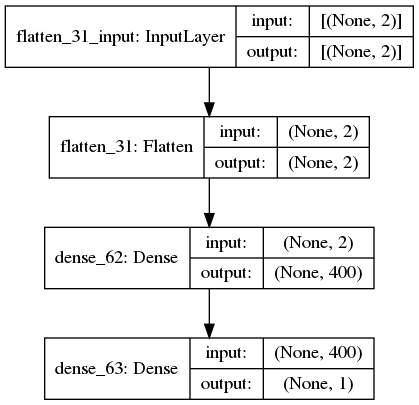 flatten_31_input: InputLayer
input: [(None, 2)]
output: [(None, 2)]
flatten_31: Flatten
input: (None, 2)
output: (None, 2)
dense_62: Dense
input: (None, 2)
output: (None, 400)
dense_63: Dense
input: (None, 400)
output: (None, 1)